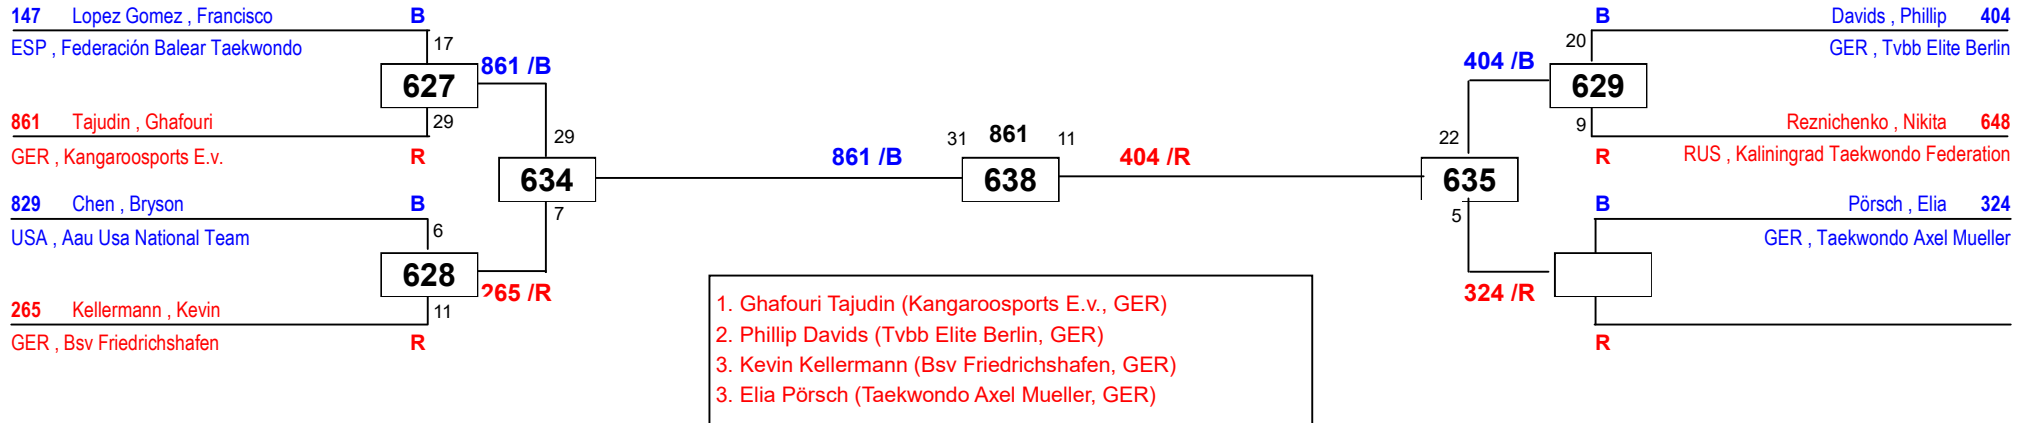 147 Lopez Gomez , Francisco B
ESP , Federación Balear Taekwondo
17
627
861 /B
861 Tajudin , Ghafouri
29
GER , Kangaroosports E.v. R
29
634
7
829 Chen , Bryson B
USA , Aau Usa National Team
6
628
265 /R
265 Kellermann , Kevin
11
GER , Bsv Friedrichshafen R
861 /B
31 861 11
638
404 /R
B Davids , Phillip 404
20
GER , Tvbb Elite Berlin
404 /B
629
9
Reznichenko , Nikita 648
R RUS , Kaliningrad Taekwondo Federation
22
635
5
B Pörsch , Elia 324
GER , Taekwondo Axel Mueller
324 /R
R
1. Ghafouri Tajudin (Kangaroosports E.v., GER)
2. Phillip Davids (Tvbb Elite Berlin, GER)
3. Kevin Kellermann (Bsv Friedrichshafen, GER)
3. Elia Pörsch (Taekwondo Axel Mueller, GER)